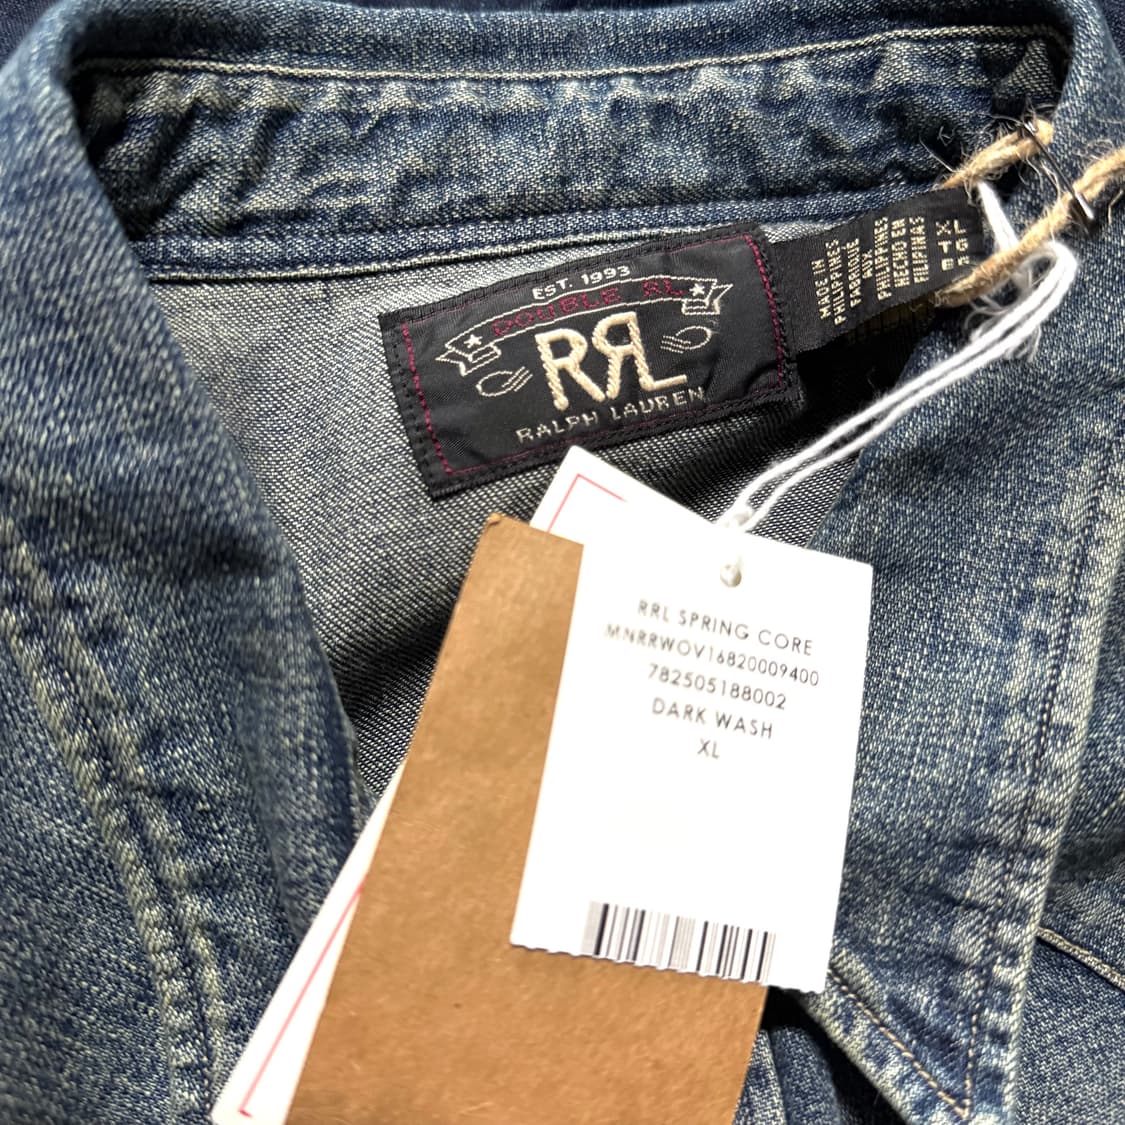 EST. 1993
DOUBLE RL
RRL
RALPH LAUREN
MADE IN
PHILIPPINES
FABRIQUÉ
AUX
PHILIPPINES
HECHO EN
FILIPINAS
XL
TG
RRL SPRING CORE
MNRRWOV16820009400
782505188002
DARK WASH
XL